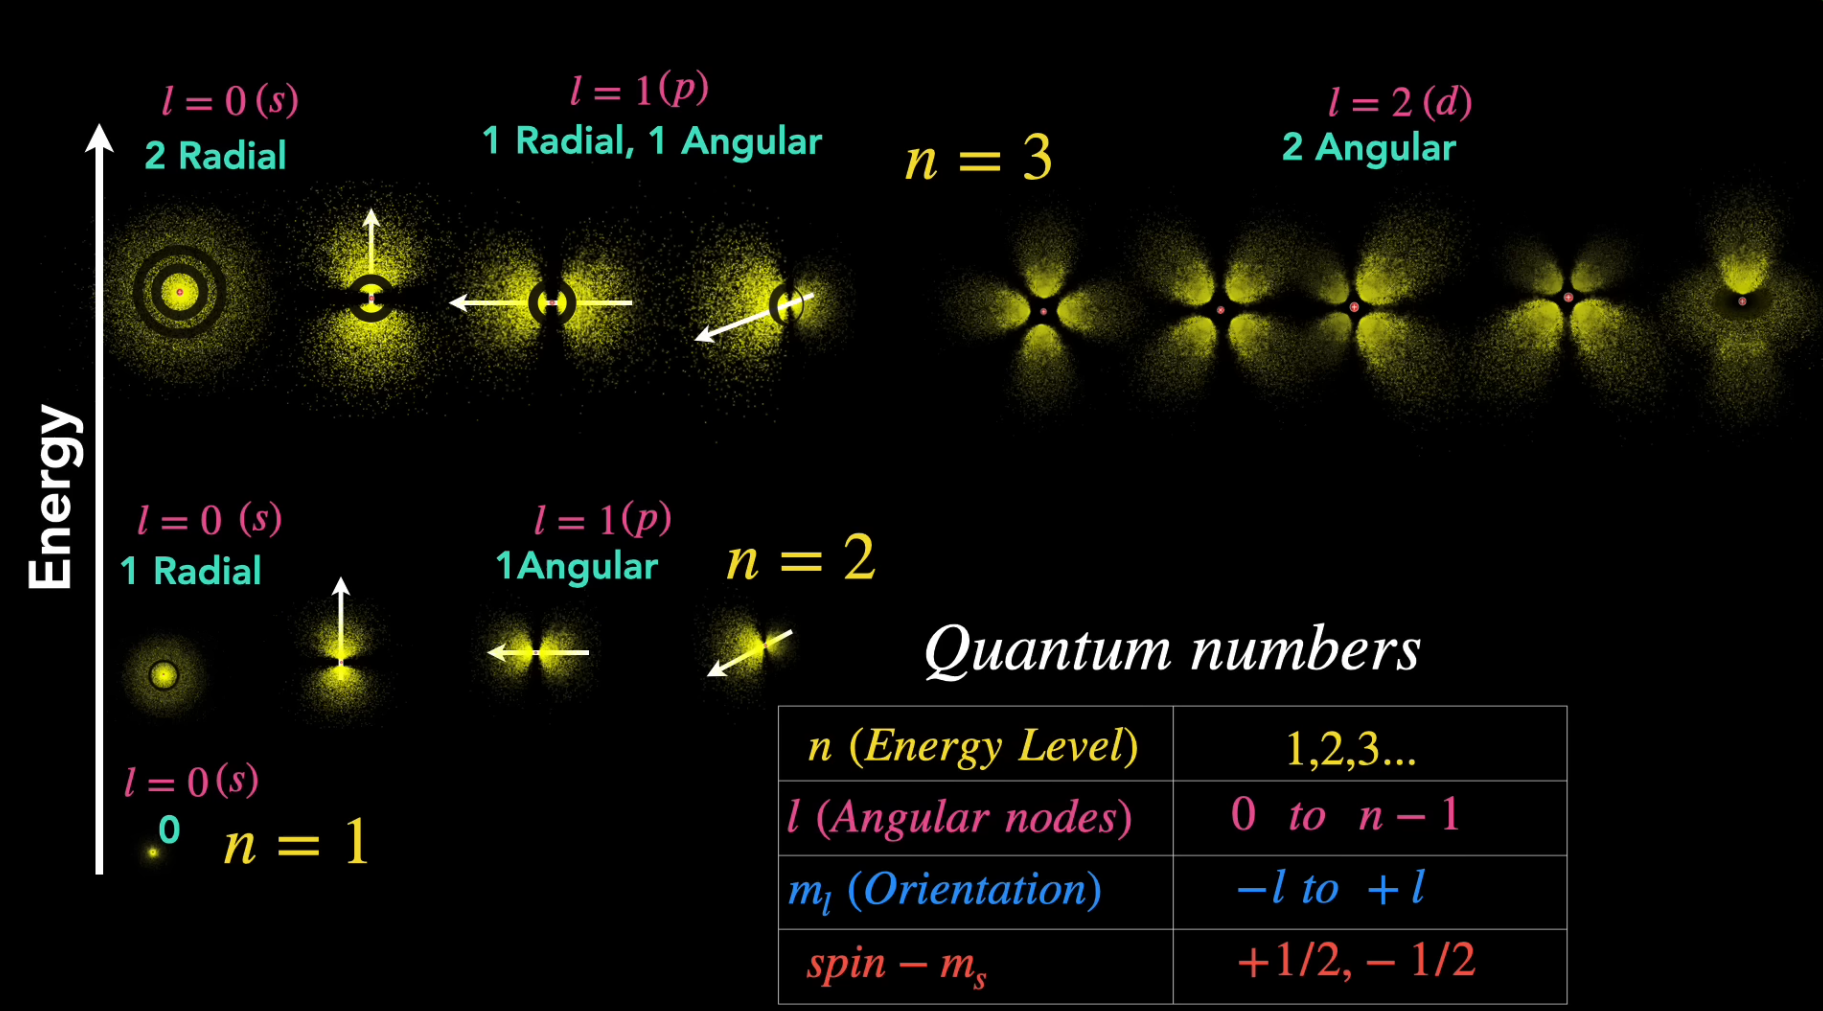 l = 0 (s)
2 Radial
l = 1(p)
1 Radial, 1 Angular
n = 3
l = 2 (d)
2 Angular
Energy
l = 0 (s)
1 Radial
l = 1(p)
1Angular
n = 2
l = 0 (s)
0
n = 1
Quantum numbers
n (Energy Level) 1,2,3...
l (Angular nodes) 0 to n − 1
mₗ (Orientation) −l to + l
spin − mₛ +1/2, − 1/2